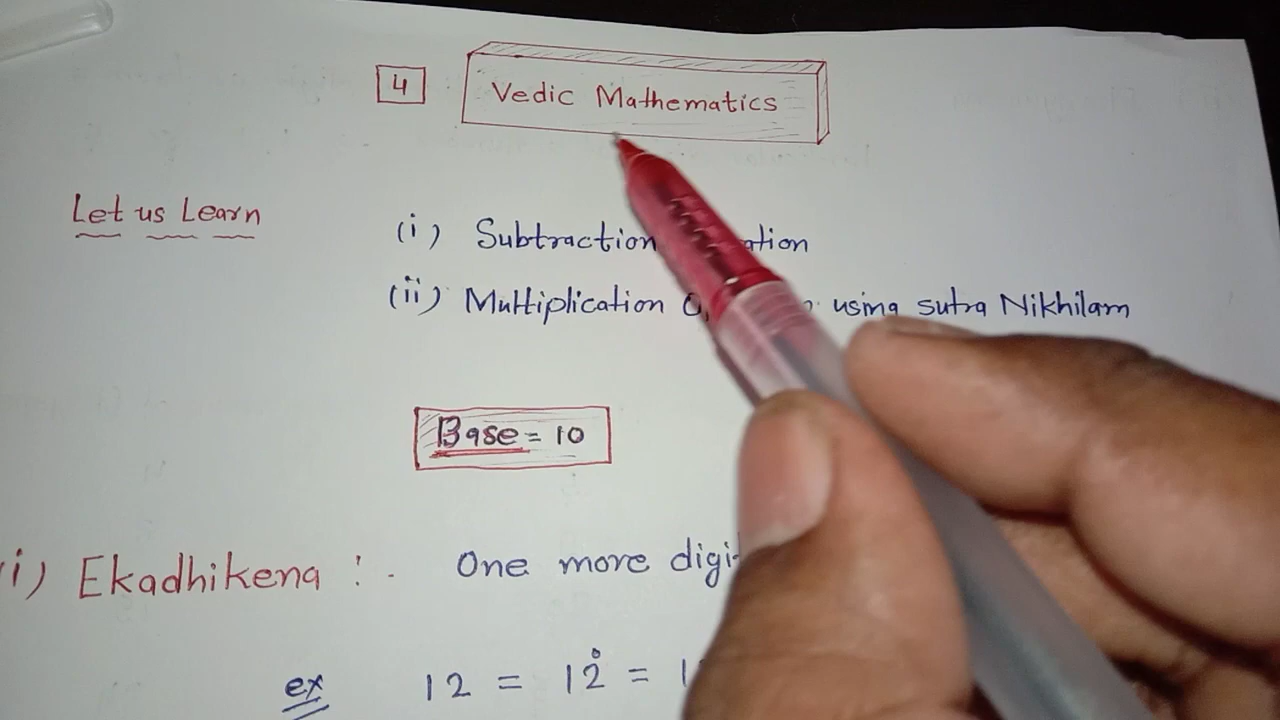 4 Vedic Mathematics
Let us Learn
(i) Subtraction
(ii) Multiplication using sutra Nikhilam
Base = 10
i) Ekadhikena :- One more
ex 12 = 12̊ =